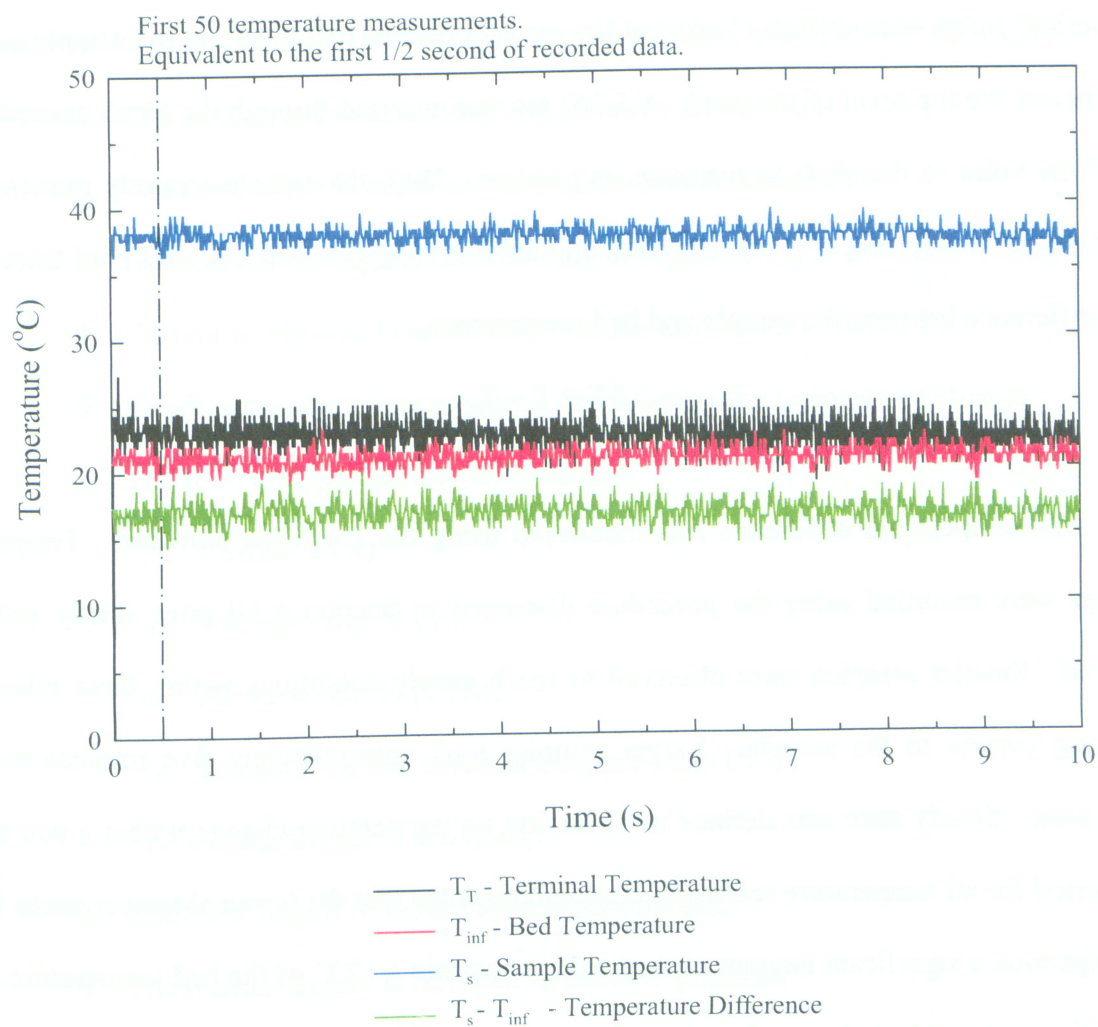 First 50 temperature measurements.
Equivalent to the first 1/2 second of recorded data.
50
40
30
20
10
0
Temperature (°C)
0 1 2 3 4 5 6 7 8 9 10
Time (s)
T_T - Terminal Temperature
T_inf - Bed Temperature
T_s - Sample Temperature
T_s - T_inf - Temperature Difference